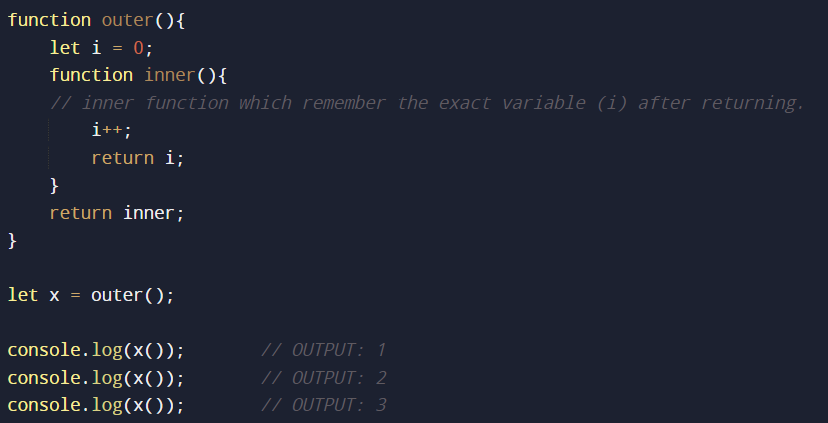 function outer(){
    let i = 0;
    function inner(){
    // inner function which remember the exact variable (i) after returning.
        i++;
        return i;
    }
    return inner;
}
let x = outer();
console.log(x());        // OUTPUT: 1
console.log(x());        // OUTPUT: 2
console.log(x());        // OUTPUT: 3